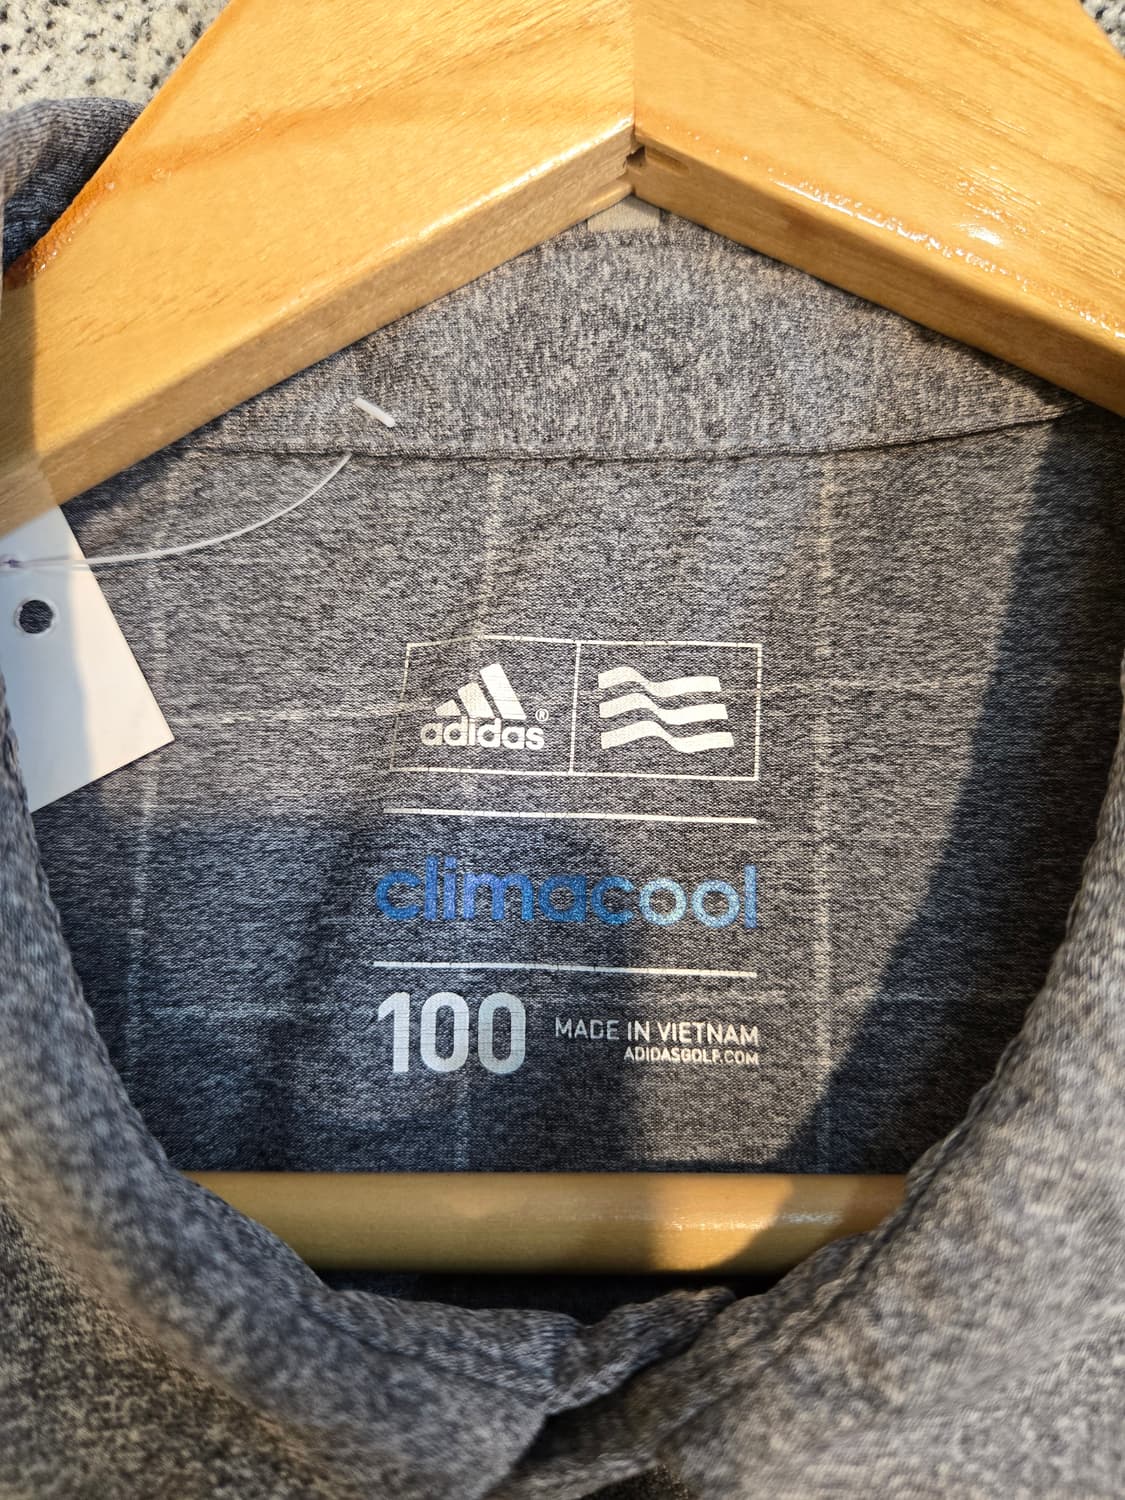 adidas®
climacool
100
MADE IN VIETNAM
ADIDASGOLF.COM